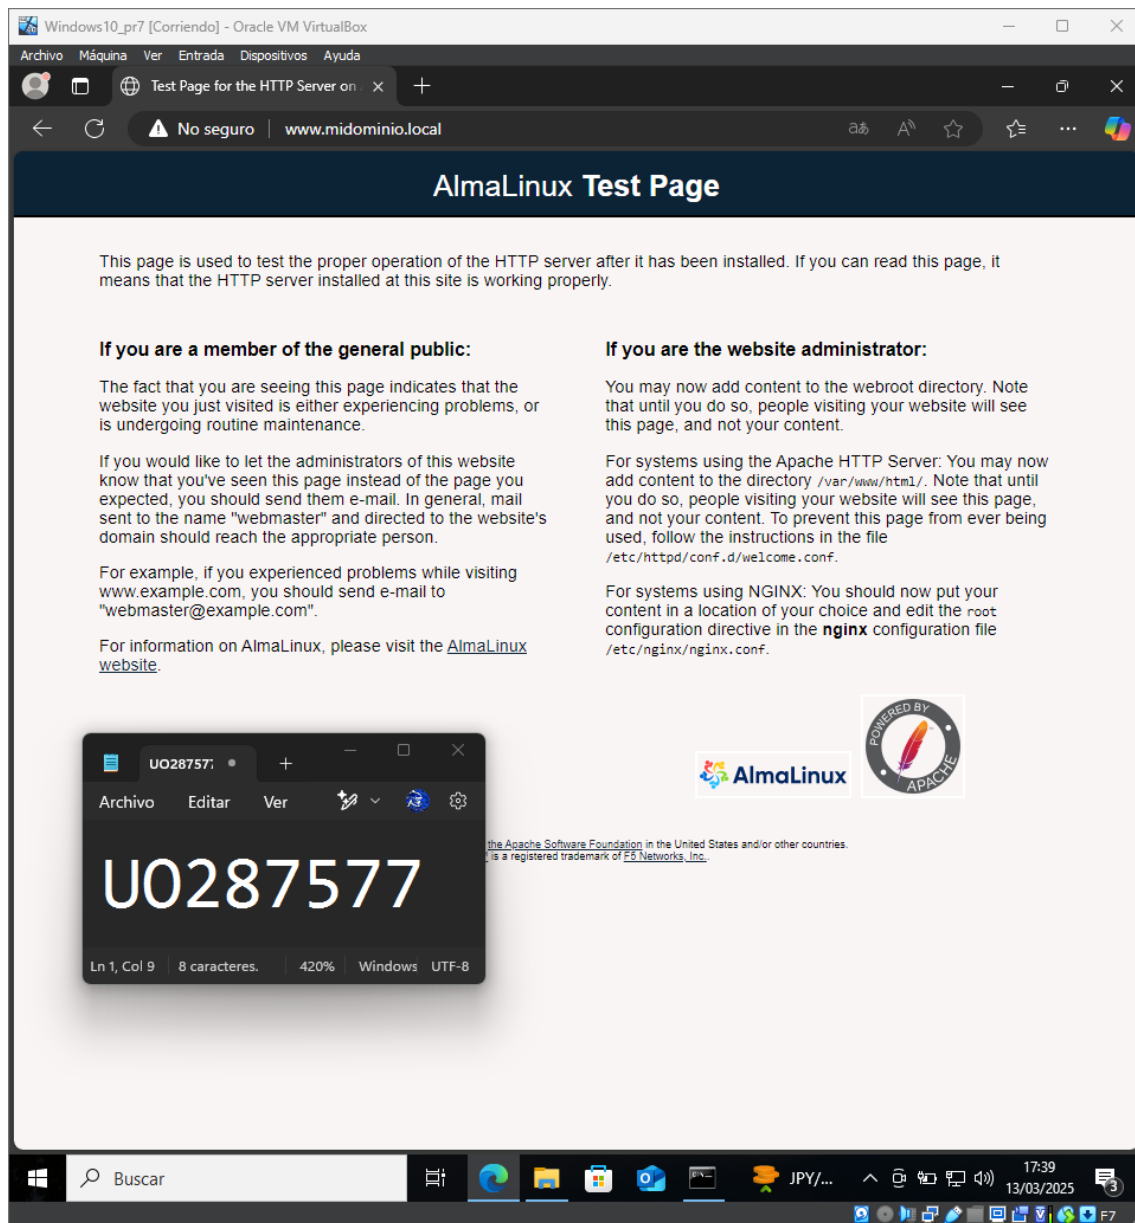 Windows10_pr7 [Corriendo] - Oracle VM VirtualBox
Archivo Máquina Ver Entrada Dispositivos Ayuda
Test Page for the HTTP Server on
No seguro www.midominio.local
AlmaLinux Test Page
This page is used to test the proper operation of the HTTP server after it has been installed. If you can read this page, it
means that the HTTP server installed at this site is working properly.
If you are a member of the general public:
The fact that you are seeing this page indicates that the
website you just visited is either experiencing problems, or
is undergoing routine maintenance.
If you would like to let the administrators of this website
know that you've seen this page instead of the page you
expected, you should send them e-mail. In general, mail
sent to the name "webmaster" and directed to the website's
domain should reach the appropriate person.
For example, if you experienced problems while visiting
www.example.com, you should send e-mail to
"webmaster@example.com".
For information on AlmaLinux, please visit the AlmaLinux
website.
If you are the website administrator:
You may now add content to the webroot directory. Note
that until you do so, people visiting your website will see
this page, and not your content.
For systems using the Apache HTTP Server: You may now
add content to the directory /var/www/html/. Note that until
you do so, people visiting your website will see this page,
and not your content. To prevent this page from ever being
used, follow the instructions in the file
/etc/httpd/conf.d/welcome.conf.
For systems using NGINX: You should now put your
content in a location of your choice and edit the root
configuration directive in the nginx configuration file
/etc/nginx/nginx.conf.
AlmaLinux
POWERED BY
APACHE
the Apache Software Foundation in the United States and/or other countries.
is a registered trademark of F5 Networks, Inc..
UO287577
Archivo Editar Ver
UO287577
Ln 1, Col 9 8 caracteres. 420% Windows UTF-8
Buscar
JPY/...
17:39
13/03/2025
3
F7